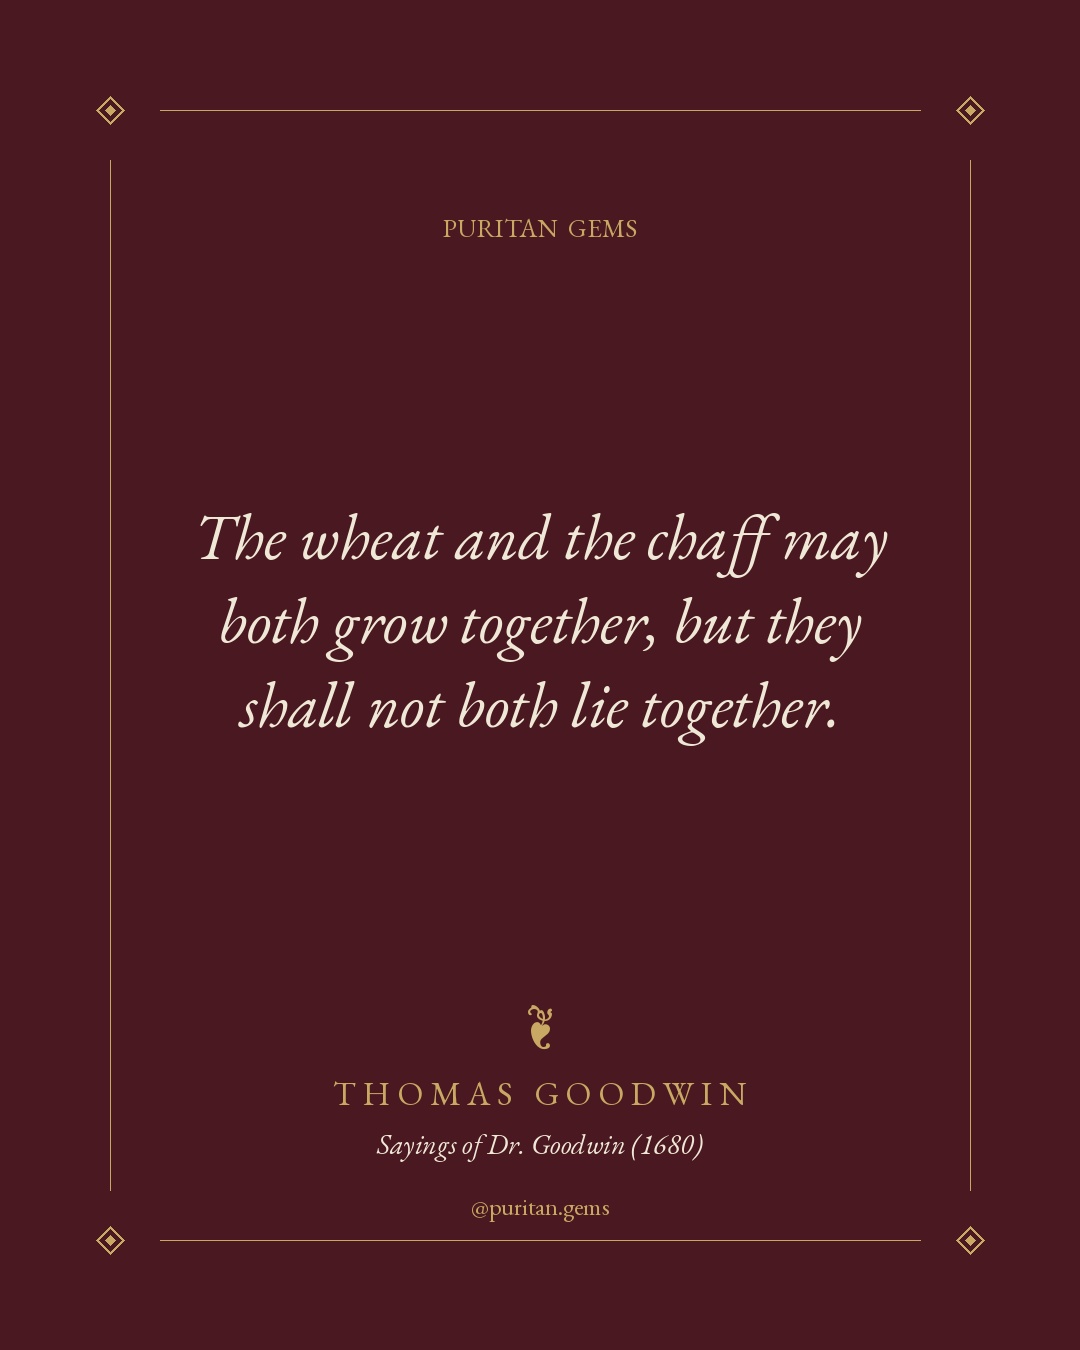 PURITAN GEMS
The wheat and the chaff may
both grow together, but they
shall not both lie together.
THOMAS GOODWIN
Sayings of Dr. Goodwin (1680)
@puritan.gems